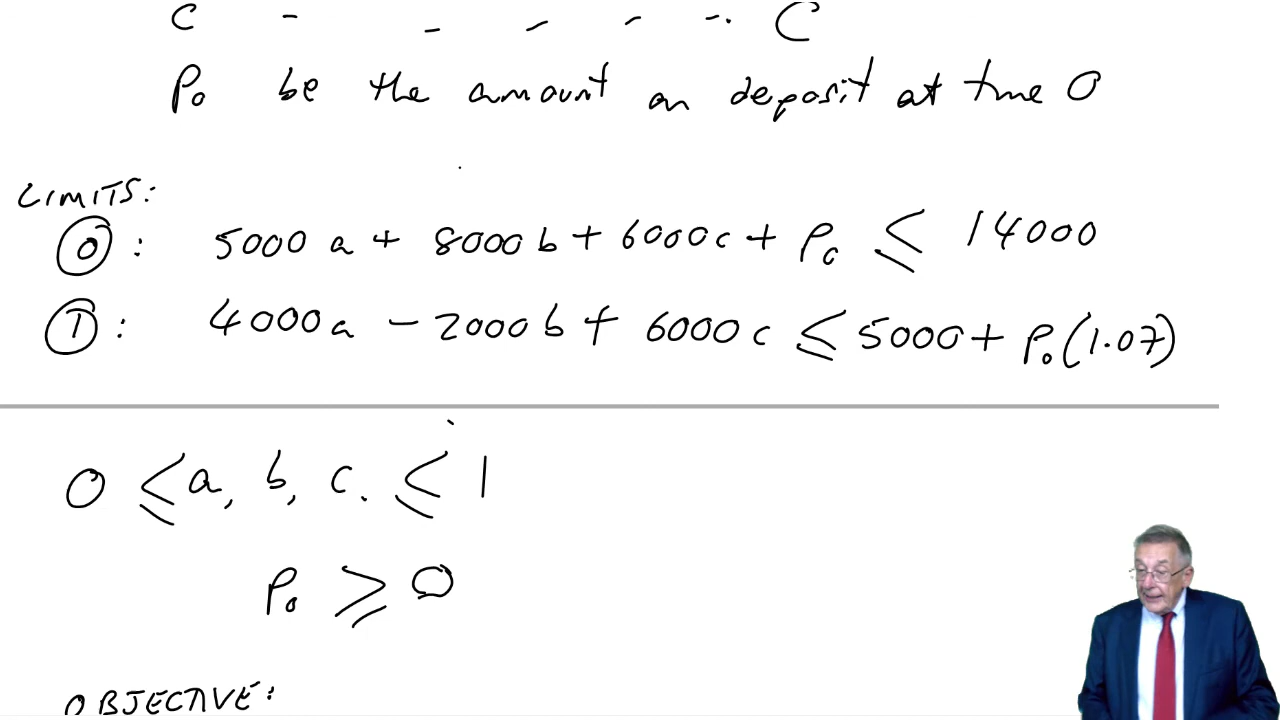 c - - - - -. C
P₀ be the amount on deposit at time 0
LIMITS:
⓪ : 5000 a + 8000 b + 6000 c + P₀ ≤ 14000
① : 4000 a - 2000 b + 6000 c ≤ 5000 + P₀(1.07)
0 ≤ a, b, c. ≤ 1
P₀ ≥ 0
OBJECTIVE: